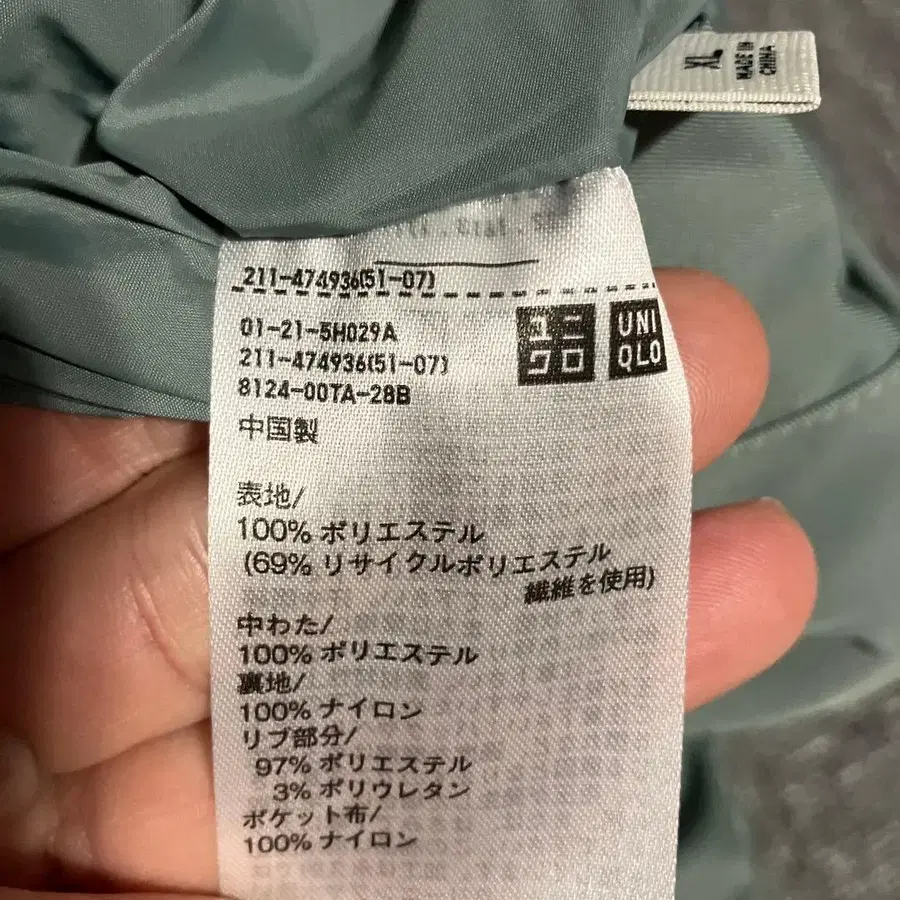 XL
MADE IN
CHINA
211-474936(51-07)
01-21-5H029A
211-474936(51-07)
8124-00TA-28B
ユニ
クロ
UNI
QLO
中国製
表地/
100% ポリエステル
(69% リサイクルポリエステル
繊維を使用)
中わた/
100% ポリエステル
裏地/
100% ナイロン
リブ部分/
97% ポリエステル
3% ポリウレタン
ポケット布/
100% ナイロン